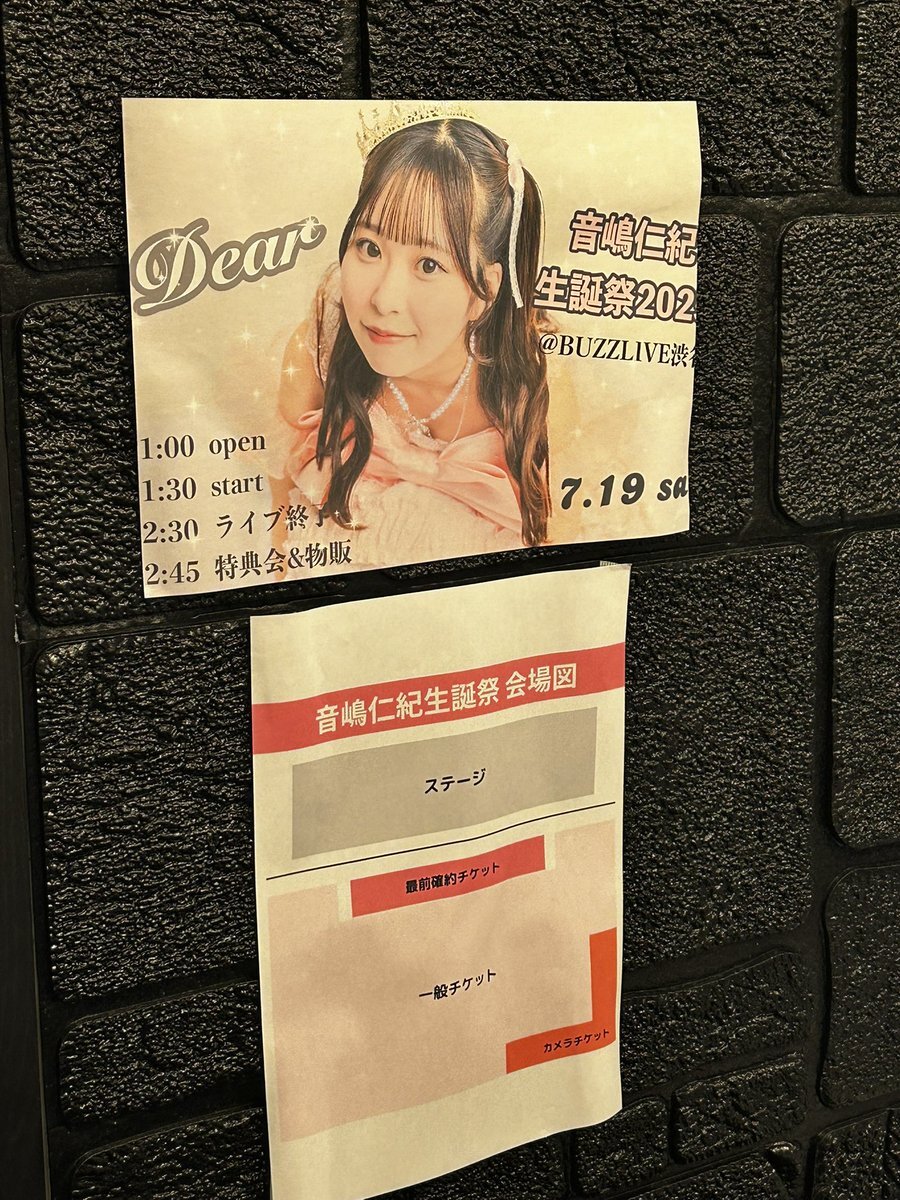 Dear
音嶋仁紀
生誕祭202
@BUZZLIVE渋谷
1:00 open
1:30 start
2:30 ライブ終了
2:45 特典会&物販
7.19 sa
音嶋仁紀生誕祭 会場図
ステージ
最前確約チケット
一般チケット
カメラチケット